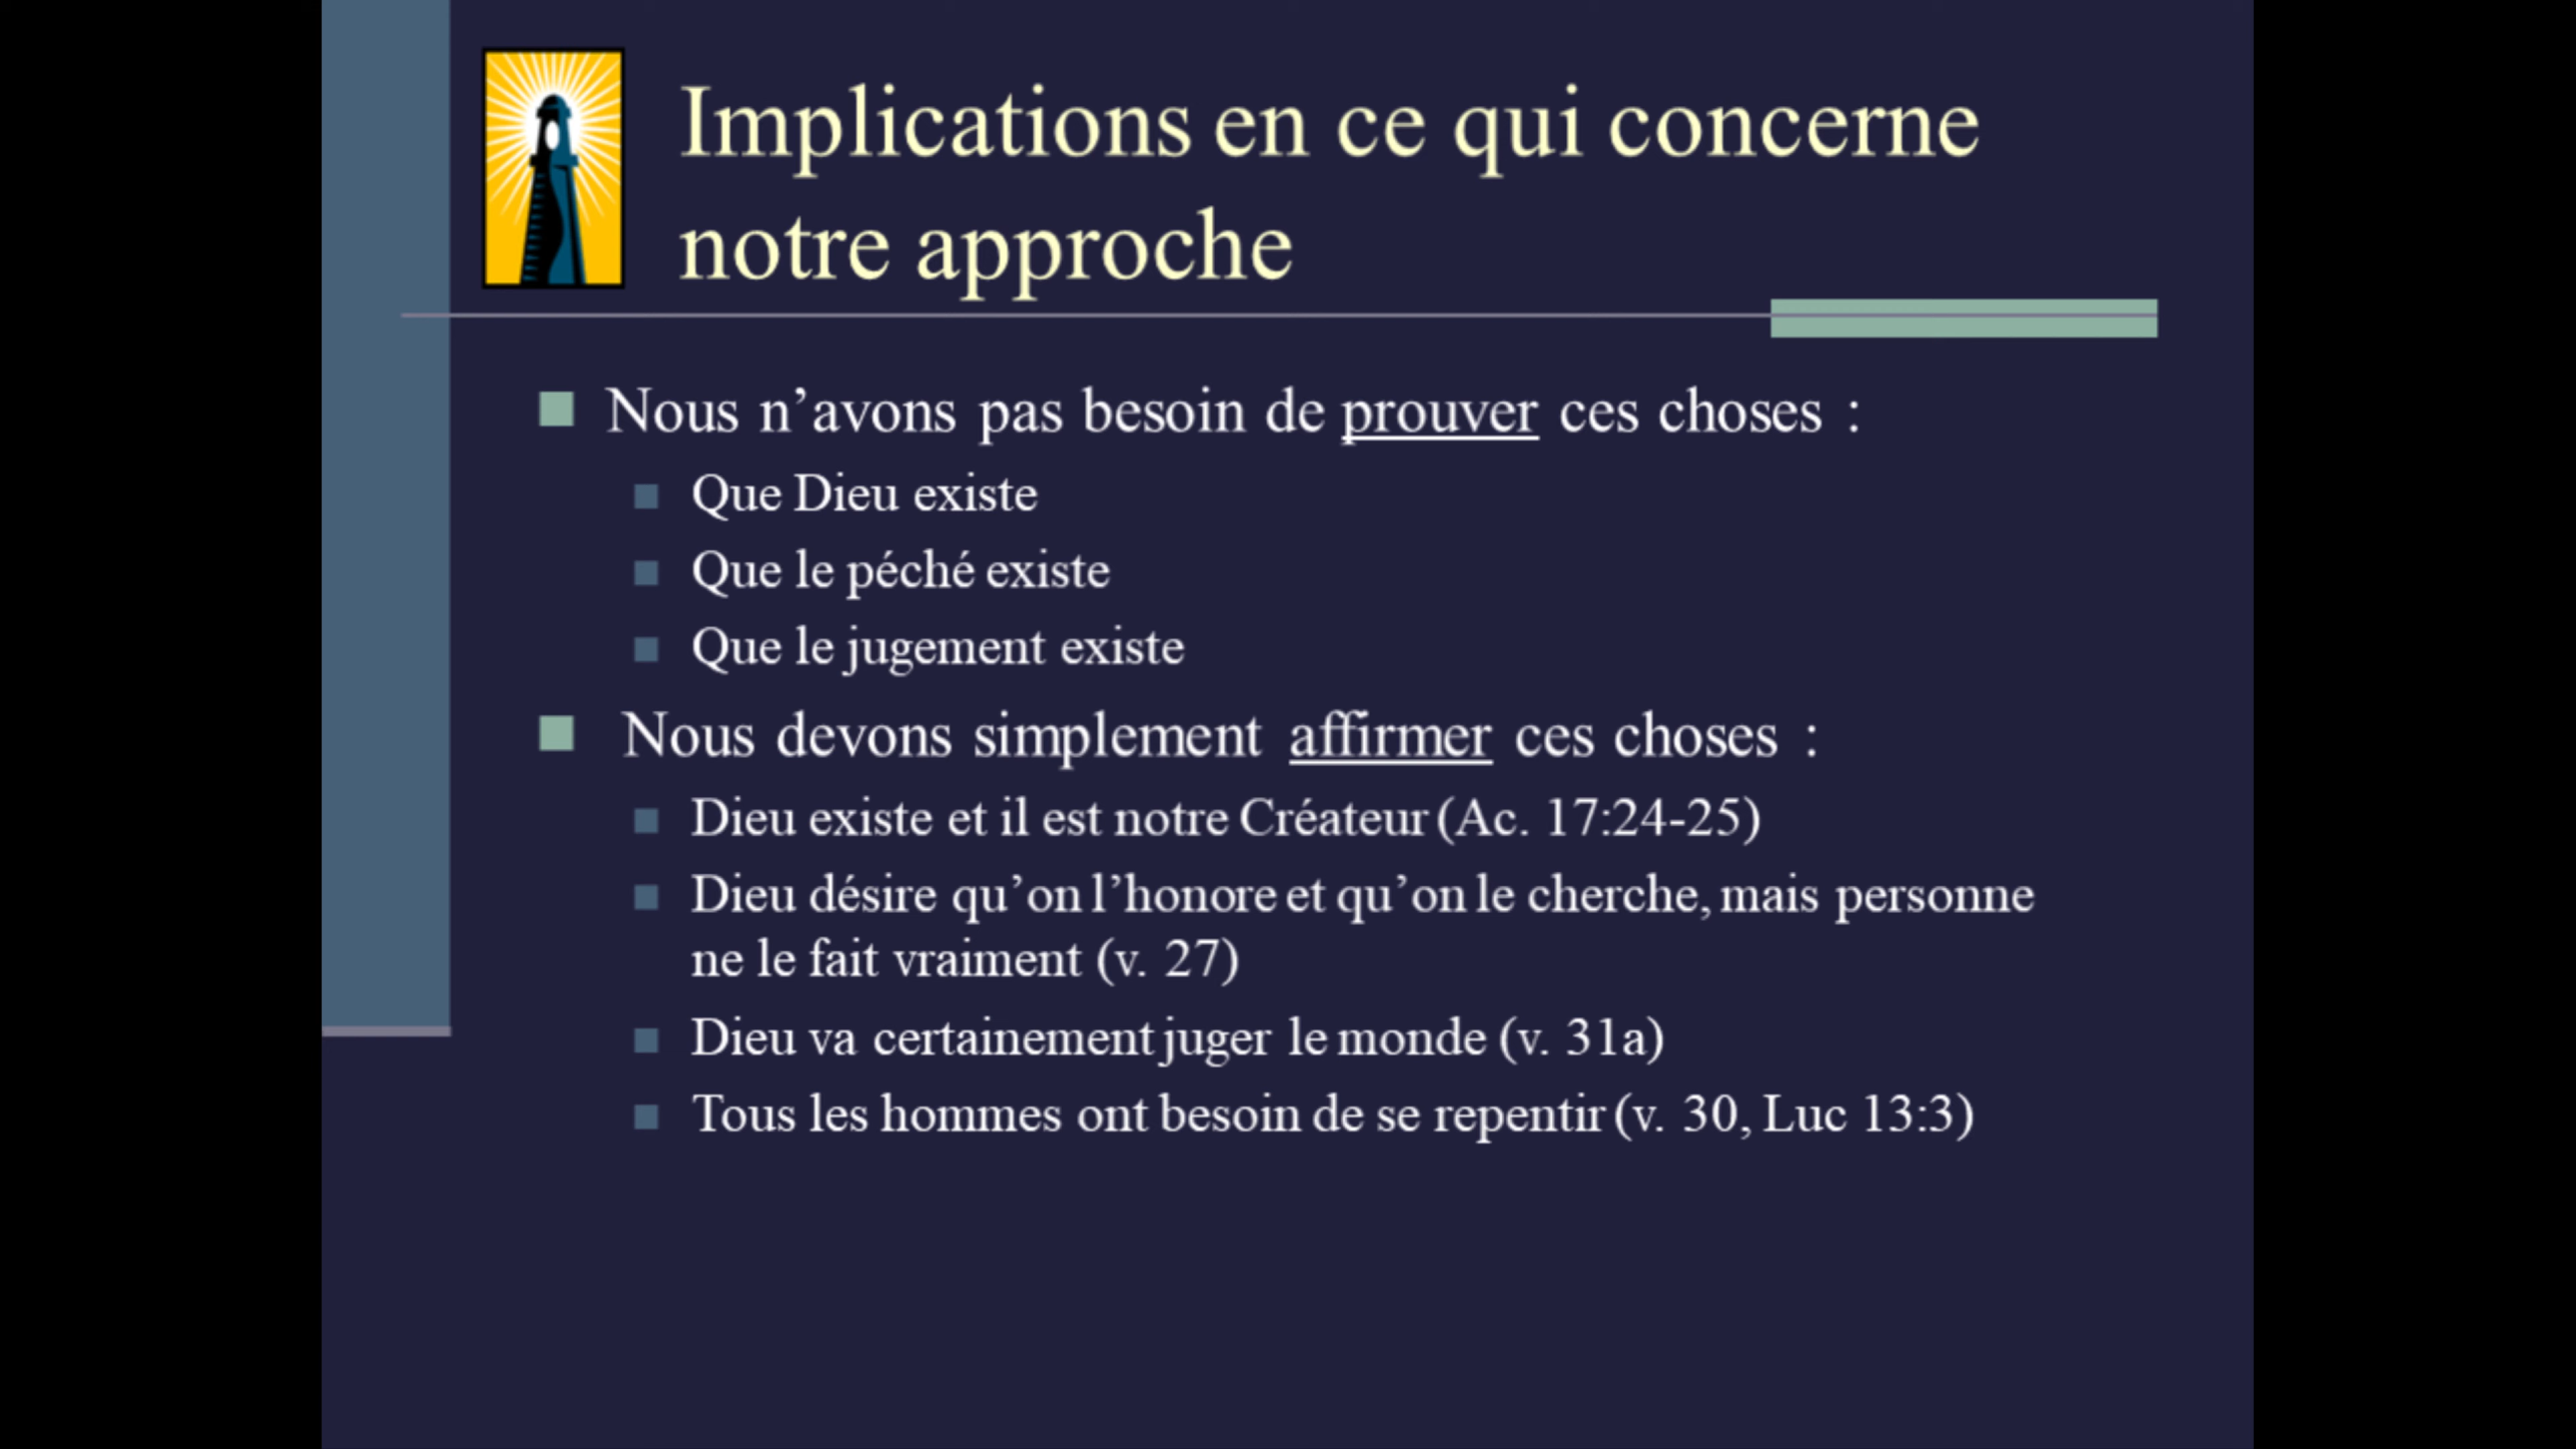 Implications en ce qui concerne
notre approche
Nous n’avons pas besoin de prouver ces choses :
Que Dieu existe
Que le péché existe
Que le jugement existe
Nous devons simplement affirmer ces choses :
Dieu existe et il est notre Créateur (Ac. 17:24-25)
Dieu désire qu’on l’honore et qu’on le cherche, mais personne
ne le fait vraiment (v. 27)
Dieu va certainement juger le monde (v. 31a)
Tous les hommes ont besoin de se repentir (v. 30, Luc 13:3)